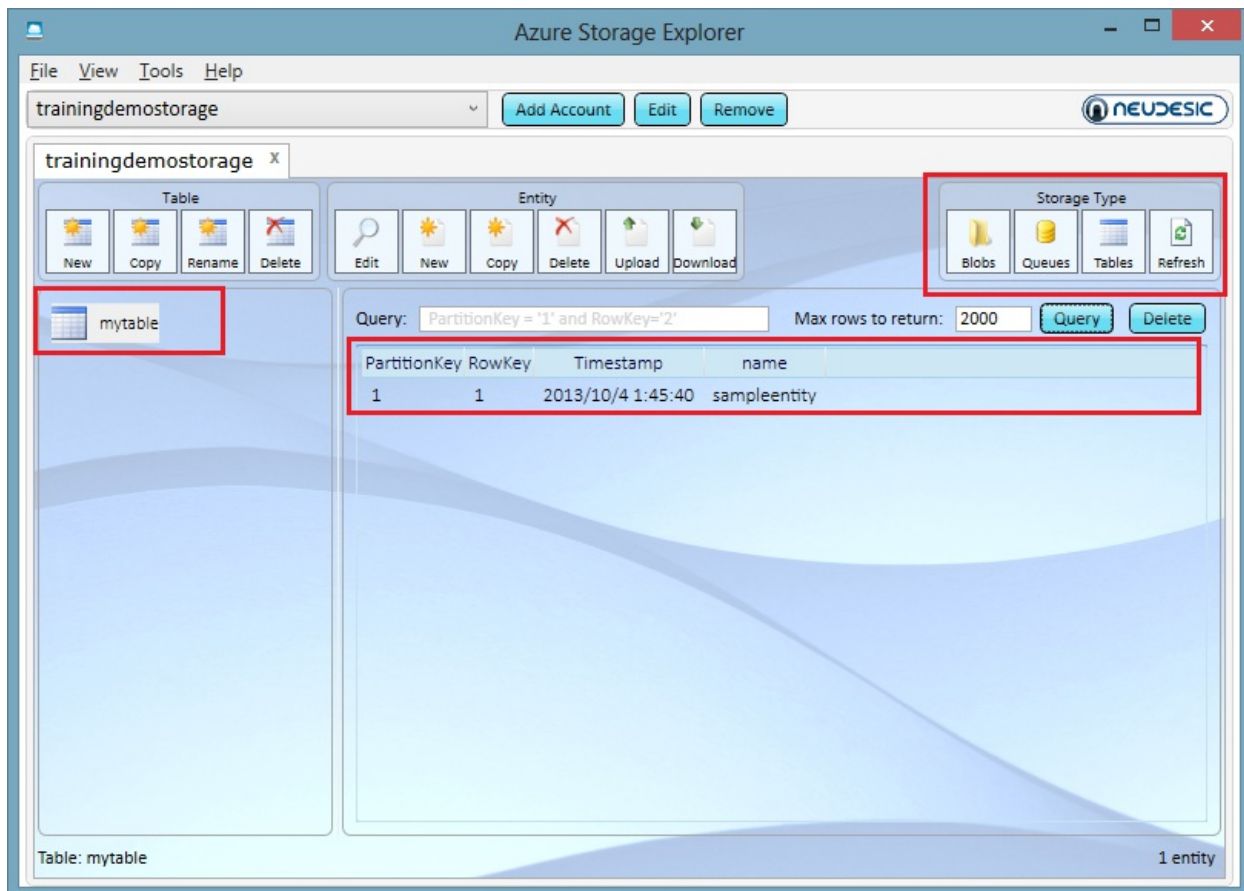 Azure Storage Explorer
File View Tools Help
trainingdemostorage Add Account Edit Remove NEUDESIC
trainingdemostorage X
Table Entity Storage Type
New Copy Rename Delete Edit New Copy Delete Upload Download Blobs Queues Tables Refresh
mytable
Query: PartitionKey = '1' and RowKey='2' Max rows to return: 2000 Query Delete
PartitionKey RowKey Timestamp name
1 1 2013/10/4 1:45:40 sampleentity
Table: mytable 1 entity